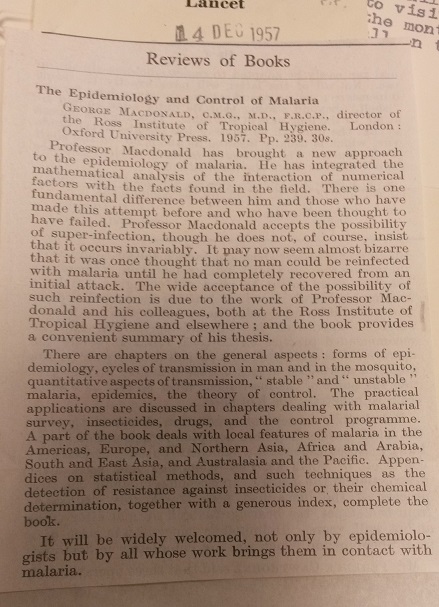 Lancet
14 DEC 1957
to visi
the mont
Reviews of Books
The Epidemiology and Control of Malaria
GEORGE MACDONALD, C.M.G., M.D., F.R.C.P., director of
the Ross Institute of Tropical Hygiene. London :
Oxford University Press. 1957. Pp. 239. 30s.
Professor Macdonald has brought a new approach
to the epidemiology of malaria. He has integrated the
mathematical analysis of the interaction of numerical
factors with the facts found in the field. There is one
fundamental difference between him and those who have
made this attempt before and who have been thought to
have failed. Professor Macdonald accepts the possibility
of super-infection, though he does not, of course, insist
that it occurs invariably. It may now seem almost bizarre
that it was once thought that no man could be reinfected
with malaria until he had completely recovered from an
initial attack. The wide acceptance of the possibility of
such reinfection is due to the work of Professor Mac-
donald and his colleagues, both at the Ross Institute of
Tropical Hygiene and elsewhere ; and the book provides
a convenient summary of his thesis.
There are chapters on the general aspects : forms of epi-
demiology, cycles of transmission in man and in the mosquito,
quantitative aspects of transmission, “ stable ” and “ unstable ”
malaria, epidemics, the theory of control. The practical
applications are discussed in chapters dealing with malarial
survey, insecticides, drugs, and the control programme.
A part of the book deals with local features of malaria in the
Americas, Europe, and Northern Asia, Africa and Arabia,
South and East Asia, and Australasia and the Pacific. Appen-
dices on statistical methods, and such techniques as the
detection of resistance against insecticides or their chemical
determination, together with a generous index, complete the
book.
It will be widely welcomed, not only by epidemiolo-
gists but by all whose work brings them in contact with
malaria.